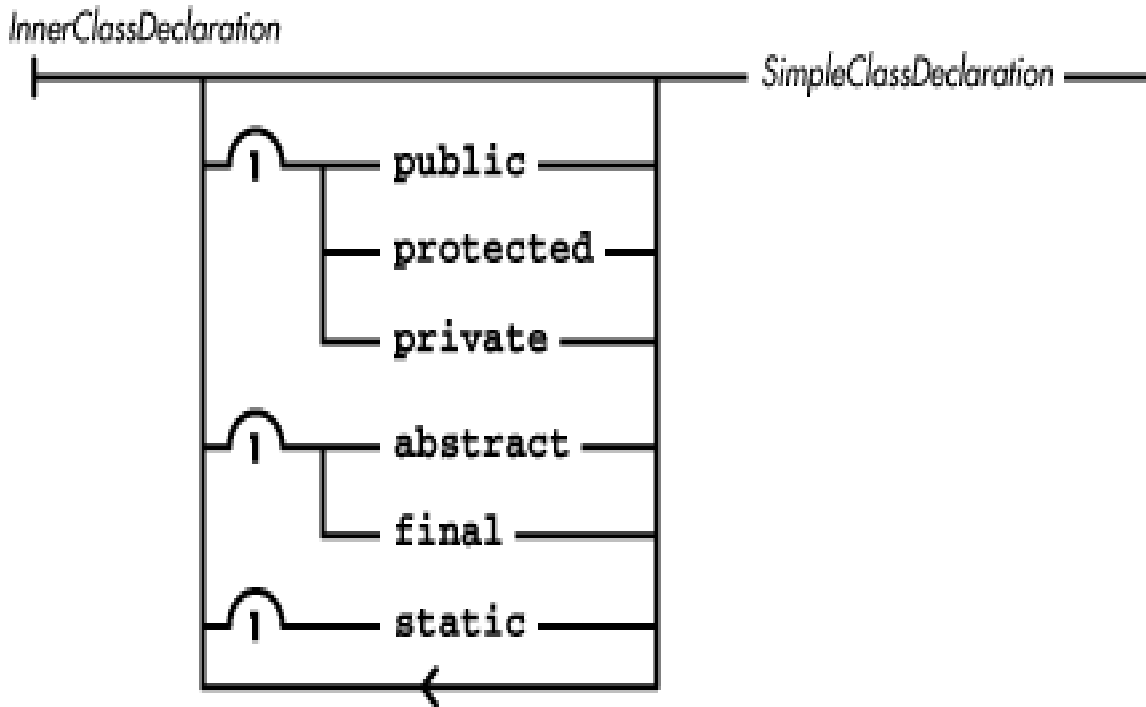 InnerClassDeclaration
SimpleClassDeclaration
1 public
protected
private
1 abstract
final
1 static